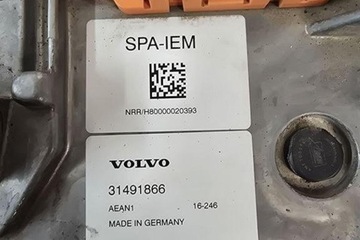 SPA-IEM
NRR/H80000020393
VOLVO
31491866
AEAN1 16-246
MADE IN GERMANY